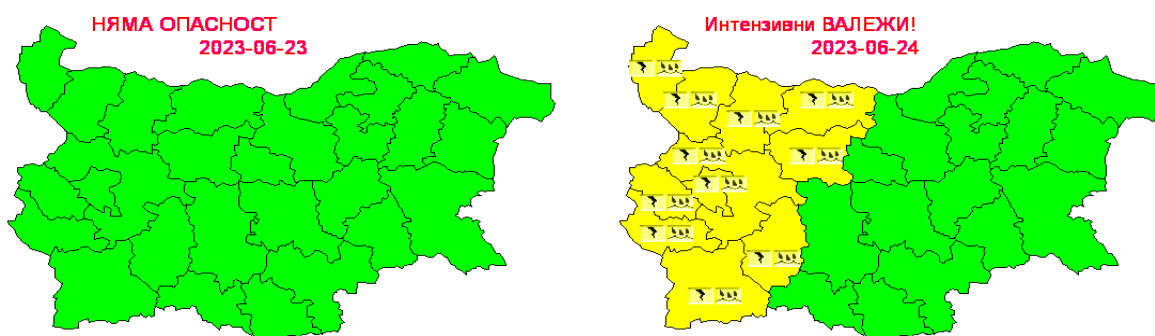 НЯМА ОПАСНОСТ
2023-06-23
Интензивни ВАЛЕЖИ!
2023-06-24